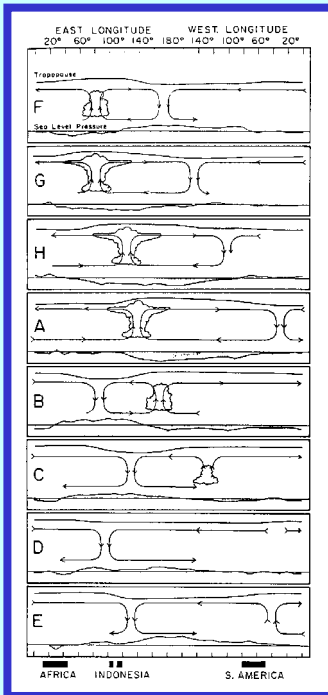 EAST LONGITUDE WEST LONGITUDE
20° 60° 100° 140° 180° 140° 100° 60° 20°
Tropopause
F
Sea Level Pressure
G
H
A
B
C
D
E
AFRICA INDONESIA S. AMERICA